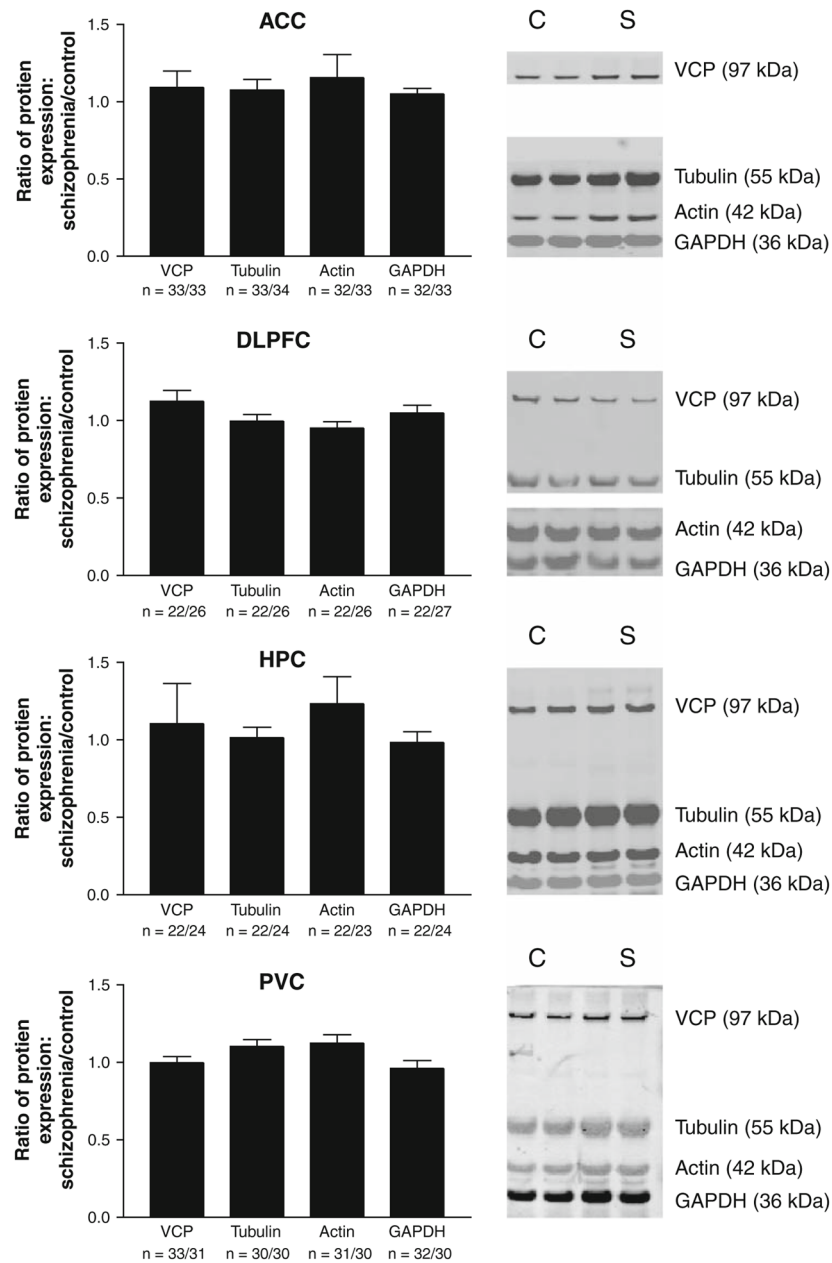 ACC
Ratio of protien
expression:
schizophrenia/control
1.5
1.0
0.5
0.0
VCP Tubulin Actin GAPDH
n = 33/33 n = 33/34 n = 32/33 n = 32/33
C S
VCP (97 kDa)
Tubulin (55 kDa)
Actin (42 kDa)
GAPDH (36 kDa)
DLPFC
Ratio of protien
expression:
schizophrenia/control
1.5
1.0
0.5
0.0
VCP Tubulin Actin GAPDH
n = 22/26 n = 22/26 n = 22/26 n = 22/27
C S
VCP (97 kDa)
Tubulin (55 kDa)
Actin (42 kDa)
GAPDH (36 kDa)
HPC
Ratio of protien
expression:
schizophrenia/control
1.5
1.0
0.5
0.0
VCP Tubulin Actin GAPDH
n = 22/24 n = 22/24 n = 22/23 n = 22/24
C S
VCP (97 kDa)
Tubulin (55 kDa)
Actin (42 kDa)
GAPDH (36 kDa)
PVC
Ratio of protien
expression:
schizophrenia/control
1.5
1.0
0.5
0.0
VCP Tubulin Actin GAPDH
n = 33/31 n = 30/30 n = 31/30 n = 32/30
C S
VCP (97 kDa)
Tubulin (55 kDa)
Actin (42 kDa)
GAPDH (36 kDa)